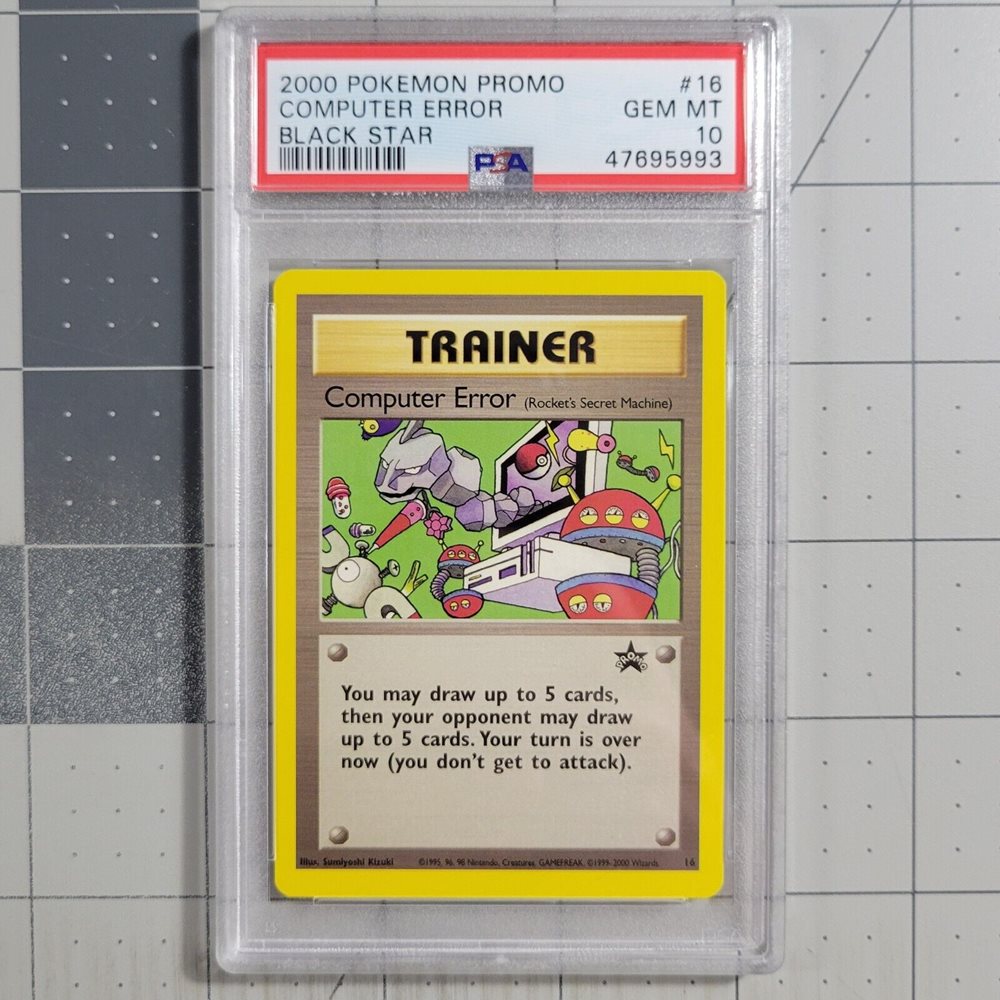 2000 POKEMON PROMO #16
COMPUTER ERROR GEM MT
BLACK STAR 10
PSA 47695993
TRAINER
Computer Error (Rocket's Secret Machine)
PROMO
You may draw up to 5 cards,
then your opponent may draw
up to 5 cards. Your turn is over
now (you don't get to attack).
Illus. Sumiyoshi Kizuki ©1995, 96, 98 Nintendo, Creatures, GAMEFREAK. ©1999-2000 Wizards. 16